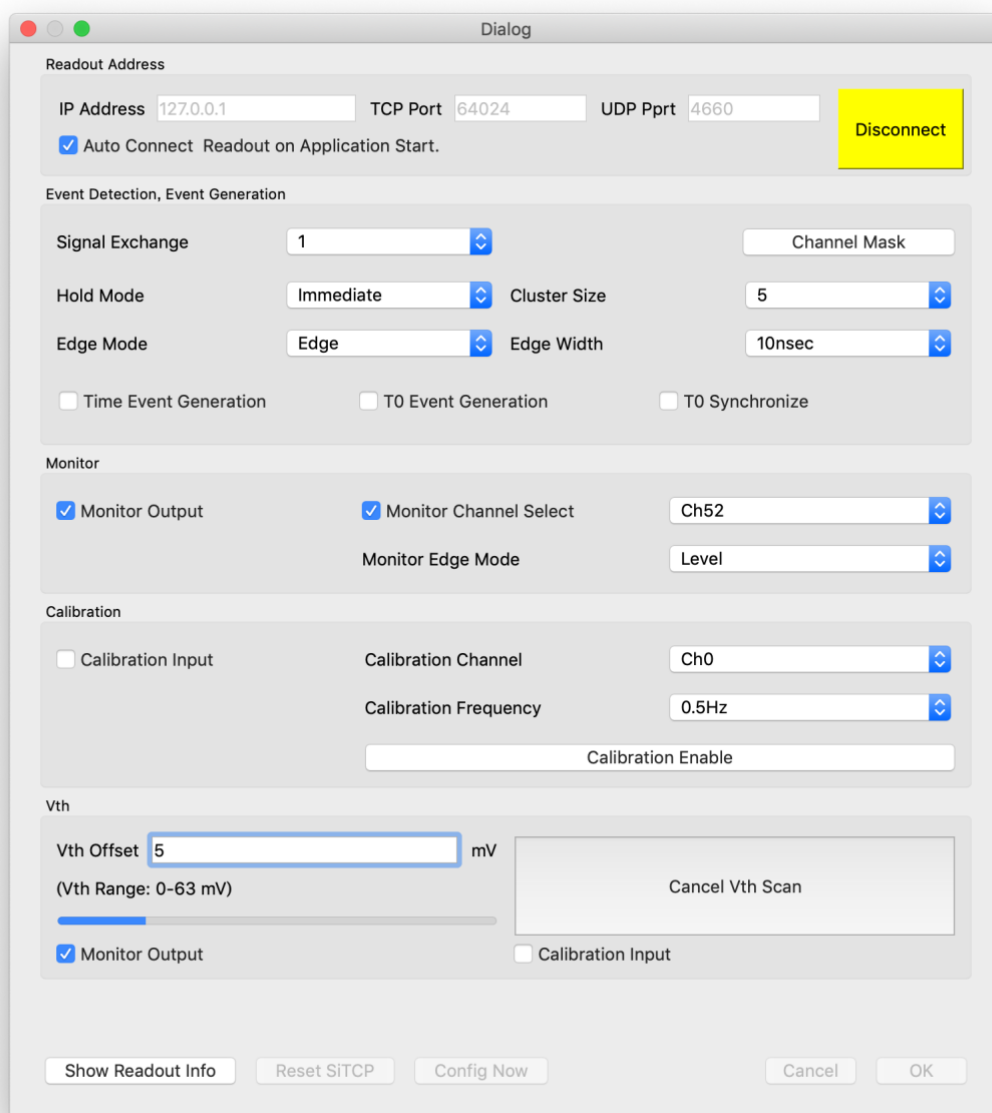 Dialog
Readout Address
IP Address 127.0.0.1 TCP Port 64024 UDP Pprt 4660
Disconnect
Auto Connect Readout on Application Start.
Event Detection, Event Generation
Signal Exchange 1 Channel Mask
Hold Mode Immediate Cluster Size 5
Edge Mode Edge Edge Width 10nsec
Time Event Generation T0 Event Generation T0 Synchronize
Monitor
Monitor Output Monitor Channel Select Ch52
Monitor Edge Mode Level
Calibration
Calibration Input Calibration Channel Ch0
Calibration Frequency 0.5Hz
Calibration Enable
Vth
Vth Offset 5 mV
(Vth Range: 0-63 mV) Cancel Vth Scan
Monitor Output Calibration Input
Show Readout Info Reset SiTCP Config Now Cancel OK